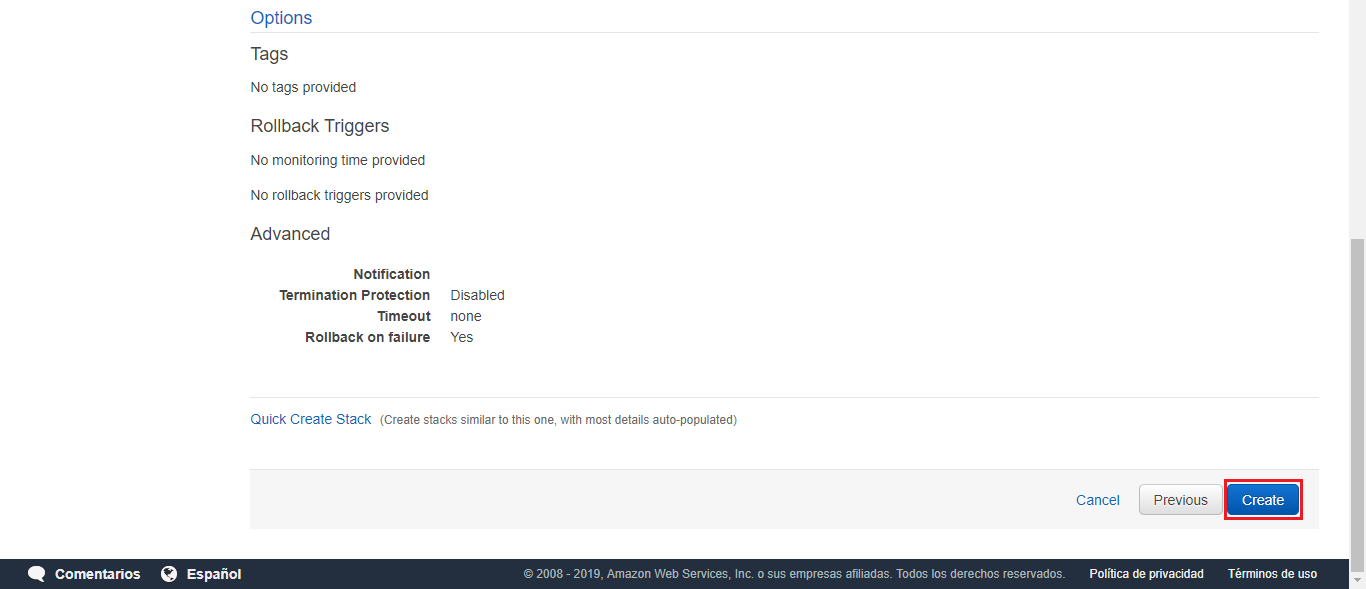 Options
Tags
No tags provided
Rollback Triggers
No monitoring time provided
No rollback triggers provided
Advanced
Notification
Termination Protection Disabled
Timeout none
Rollback on failure Yes
Quick Create Stack (Create stacks similar to this one, with most details auto-populated)
Cancel Previous Create
Comentarios Español © 2008 - 2019, Amazon Web Services, Inc. o sus empresas afiliadas. Todos los derechos reservados. Política de privacidad Términos de uso